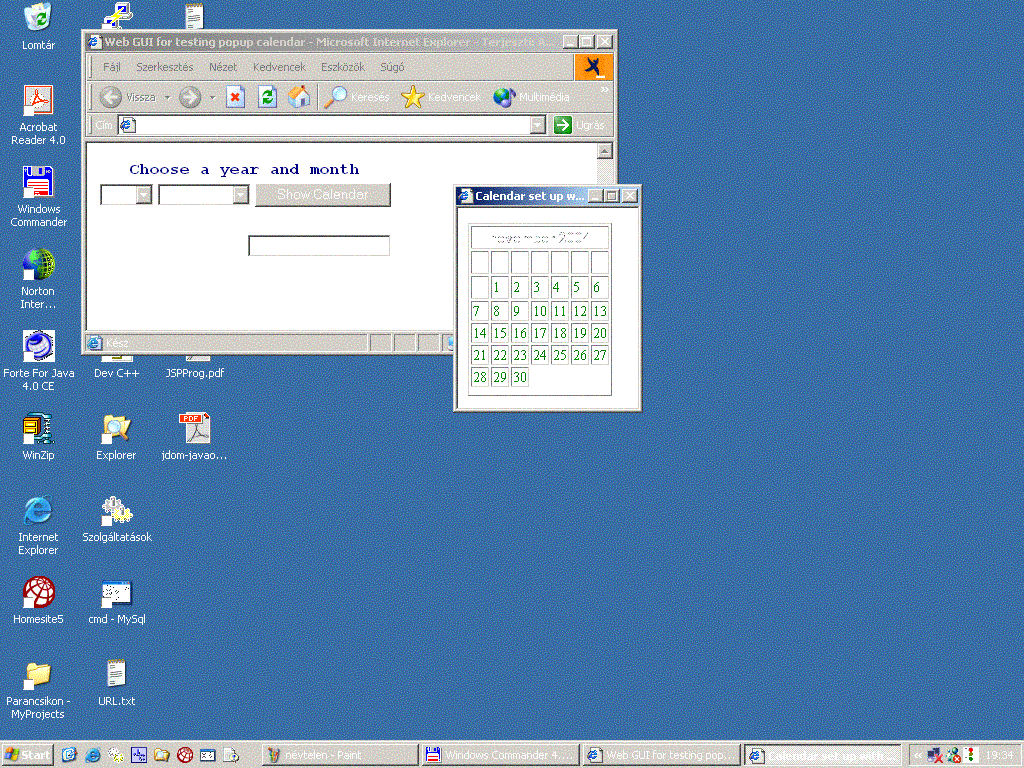 Lomtár
Acrobat
Reader 4.0
Windows
Commander
Norton
Inter...
Forte For Java
4.0 CE
Dev C++
JSPProg.pdf
WinZip
Explorer
jdom-javao...
Internet
Explorer
Szolgáltatások
Homesite5
cmd - MySql
Parancsikon -
MyProjects
URL.txt
Web GUI for testing popup calendar - Microsoft Internet Explorer - Terjeszti A...
Fájl Szerkesztés Nézet Kedvencek Eszközök Súgó
Vissza Keresés Kedvencek Multimédia
Cím Ugrás
Choose a year and month
Show Calendar
Kész
Calendar set up w...
1 2 3 4 5 6
7 8 9 10 11 12 13
14 15 16 17 18 19 20
21 22 23 24 25 26 27
28 29 30
Start névtelen - Paint Windows Commander 4.... Web GUI for testing pop... Calendar set up with ... « 19:34